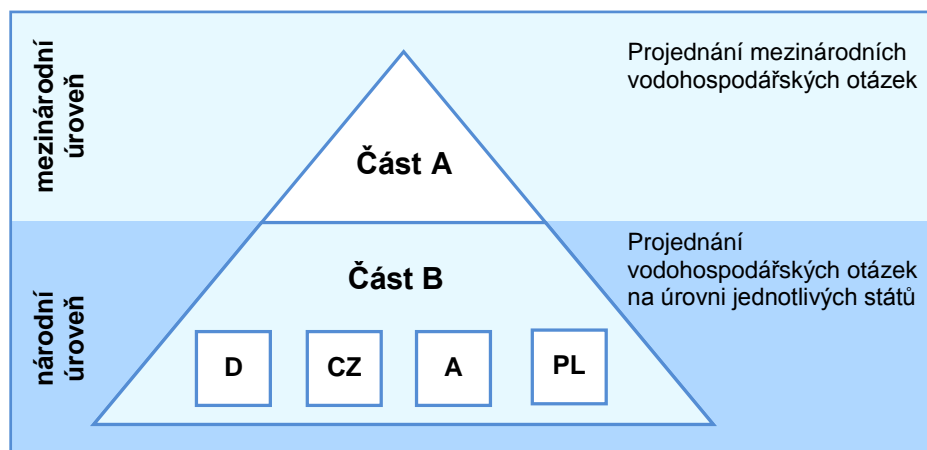 mezinárodní
úroveň
Projednání mezinárodních
vodohospodářských otázek
Část A
národní
úroveň
Projednání
vodohospodářských otázek
na úrovni jednotlivých států
Část B
D
CZ
A
PL